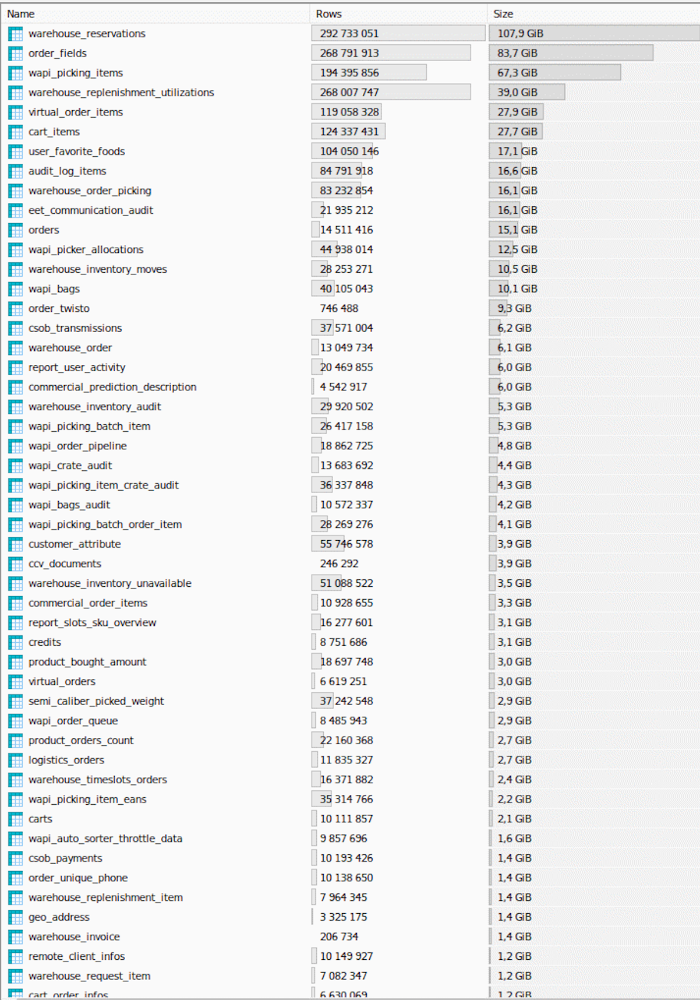 Name Rows Size
warehouse_reservations 292 733 051 107,9 GiB
order_fields 268 791 913 83,7 GiB
wapi_picking_items 194 395 856 67,3 GiB
warehouse_replenishment_utilizations 268 007 747 39,0 GiB
virtual_order_items 119 058 328 27,9 GiB
cart_items 124 337 431 27,7 GiB
user_favorite_foods 104 050 146 17,1 GiB
audit_log_items 84 791 918 16,6 GiB
warehouse_order_picking 83 232 854 16,1 GiB
eet_communication_audit 21 935 212 16,1 GiB
orders 14 511 416 15,1 GiB
wapi_picker_allocations 44 938 014 12,5 GiB
warehouse_inventory_moves 28 253 271 10,5 GiB
wapi_bags 40 105 043 10,1 GiB
order_twisto 746 488 9,3 GiB
csob_transmissions 37 571 004 6,2 GiB
warehouse_order 13 049 734 6,1 GiB
report_user_activity 20 469 855 6,0 GiB
commercial_prediction_description 4 542 917 6,0 GiB
warehouse_inventory_audit 29 920 502 5,3 GiB
wapi_picking_batch_item 26 417 158 5,3 GiB
wapi_order_pipeline 18 862 725 4,8 GiB
wapi_crate_audit 13 683 692 4,4 GiB
wapi_picking_item_crate_audit 36 337 848 4,3 GiB
wapi_bags_audit 10 572 337 4,2 GiB
wapi_picking_batch_order_item 28 269 276 4,1 GiB
customer_attribute 55 746 578 3,9 GiB
ccv_documents 246 292 3,9 GiB
warehouse_inventory_unavailable 51 088 522 3,5 GiB
commercial_order_items 10 928 655 3,3 GiB
report_slots_sku_overview 16 277 601 3,1 GiB
credits 8 751 686 3,1 GiB
product_bought_amount 18 697 748 3,0 GiB
virtual_orders 6 619 251 3,0 GiB
semi_caliber_picked_weight 37 242 548 2,9 GiB
wapi_order_queue 8 485 943 2,9 GiB
product_orders_count 22 160 368 2,7 GiB
logistics_orders 11 835 327 2,7 GiB
warehouse_timeslots_orders 16 371 882 2,4 GiB
wapi_picking_item_eans 35 314 766 2,2 GiB
carts 10 111 857 2,1 GiB
wapi_auto_sorter_throttle_data 9 857 696 1,6 GiB
csob_payments 10 193 426 1,4 GiB
order_unique_phone 10 138 650 1,4 GiB
warehouse_replenishment_item 7 964 345 1,4 GiB
geo_address 3 325 175 1,4 GiB
warehouse_invoice 206 734 1,4 GiB
remote_client_infos 10 149 927 1,2 GiB
warehouse_request_item 7 082 347 1,2 GiB
cart_order_infos 6 630 069 1,2 GiB